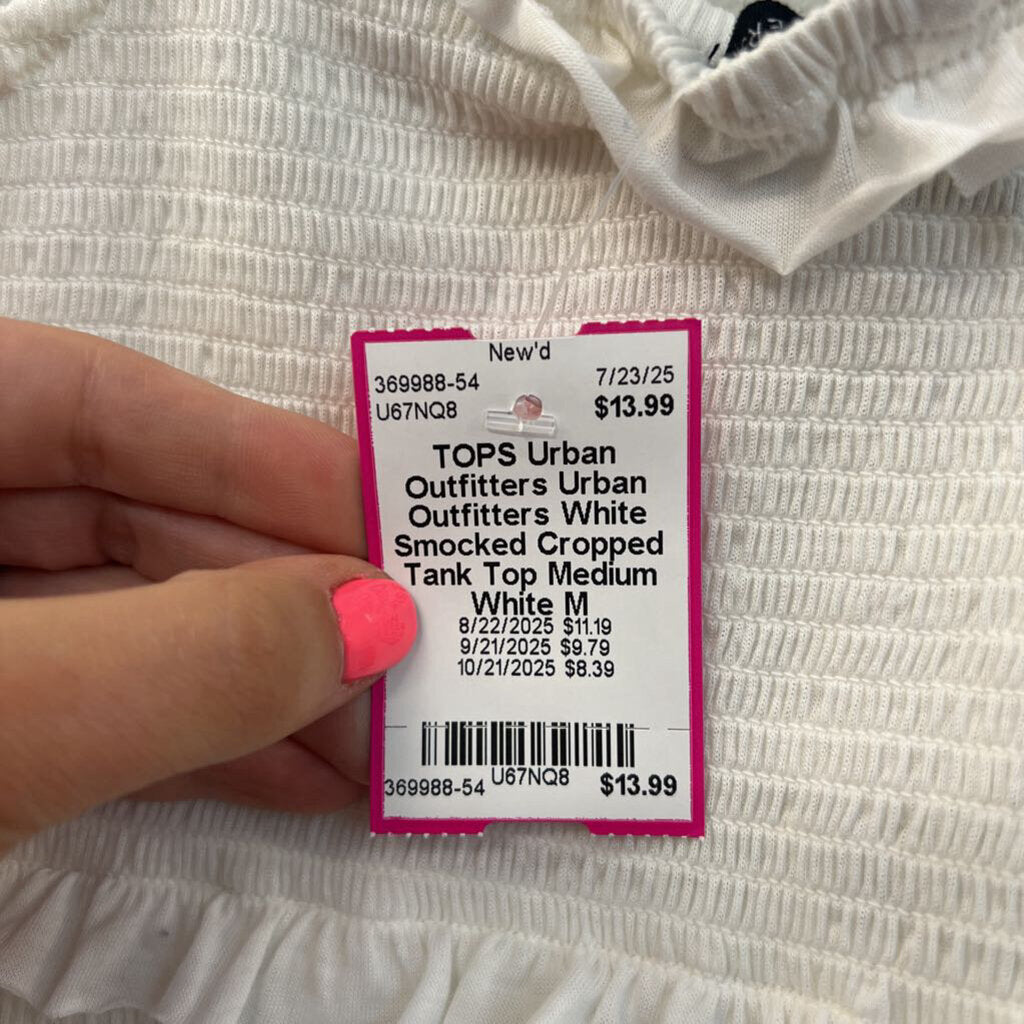 New'd
369988-54 7/23/25
U67NQ8 $13.99
TOPS Urban
Outfitters Urban
Outfitters White
Smocked Cropped
Tank Top Medium
White M
8/22/2025 $11.19
9/21/2025 $9.79
10/21/2025 $8.39
369988-54 U67NQ8 $13.99